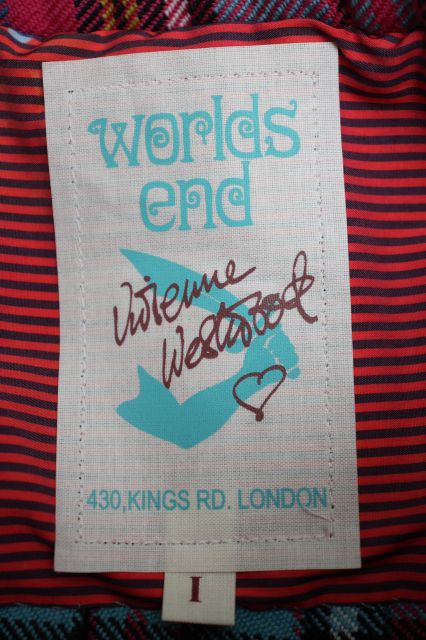 worlds
end
Vivienne
Westwood
430,KINGS RD. LONDON
I